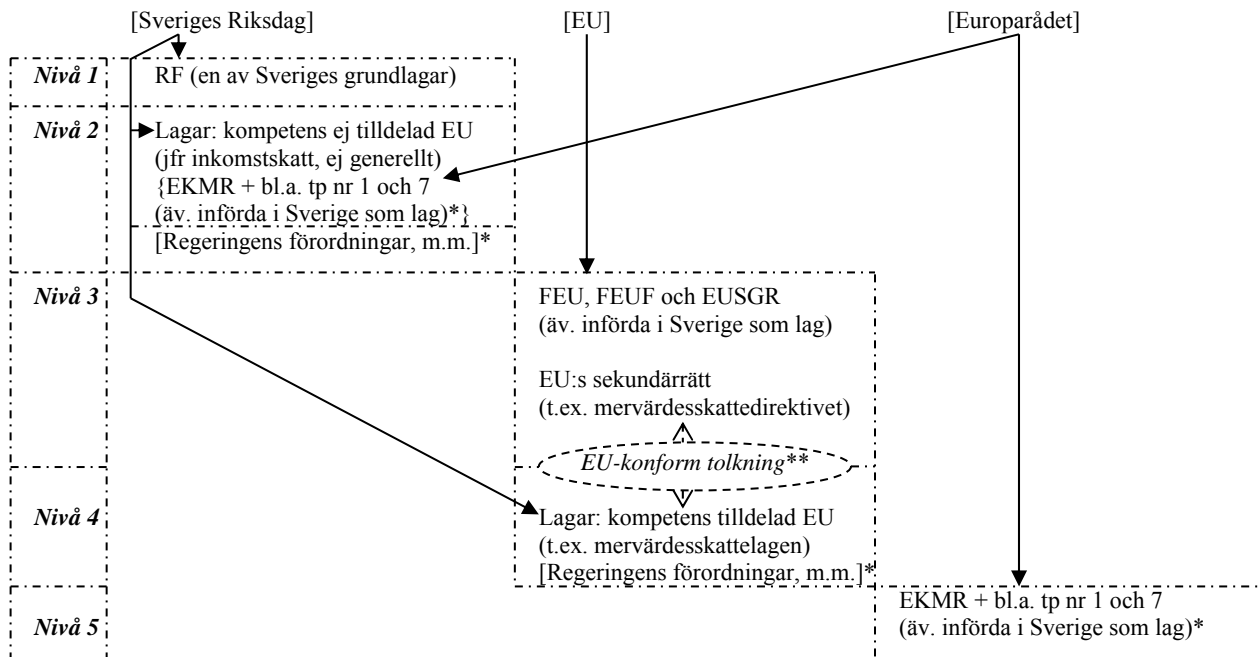 [Sveriges Riksdag] [EU] [Europarådet]
Nivå 1 RF (en av Sveriges grundlagar)
Nivå 2 Lagar: kompetens ej tilldelad EU
(jfr inkomstskatt, ej generellt)
{EKMR + bl.a. tp nr 1 och 7
(äv. införda i Sverige som lag)*}
[Regeringens förordningar, m.m.]*
Nivå 3 FEU, FEUF och EUSGR
(äv. införda i Sverige som lag)
EU:s sekundärrätt
(t.ex. mervärdesskattedirektivet)
EU-konform tolkning**
Nivå 4 Lagar: kompetens tilldelad EU
(t.ex. mervärdesskattelagen)
[Regeringens förordningar, m.m.]*
EKMR + bl.a. tp nr 1 och 7
Nivå 5 (äv. införda i Sverige som lag)*